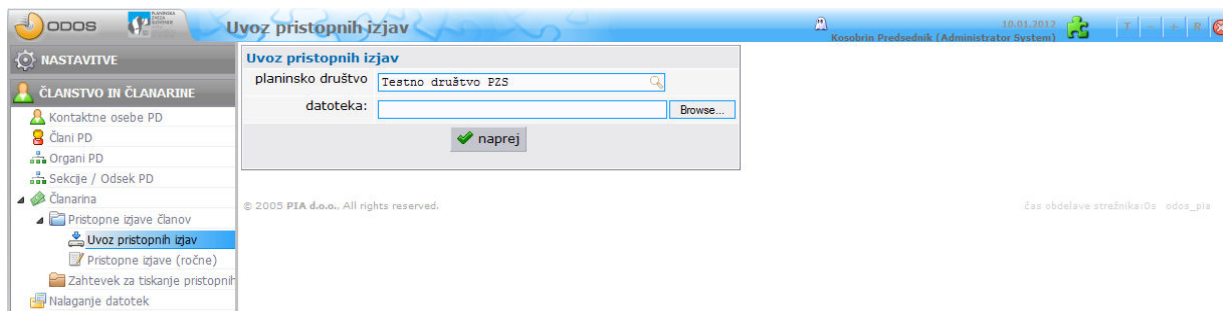 ODOS
PLANINSKA
ZVEZA
SLOVENIJE
Uvoz pristopnih izjav
10.01.2012
Kosobrin Predsednik (Administrator System)
T - + R
NASTAVITVE
ČLANSTVO IN ČLANARINE
Kontaktne osebe PD
Člani PD
Organi PD
Sekcije / Odsek PD
Članarina
Pristopne izjave članov
Uvoz pristopnih izjav
Pristopne izjave (ročne)
Zahtevek za tiskanje pristopnih
Nalaganje datotek
Uvoz pristopnih izjav
planinsko društvo
Testno društvo PZS
datoteka:
Browse...
naprej
© 2005 PIA d.o.o.. All rights reserved.
čas obdelave strežnika:0s odos_pia